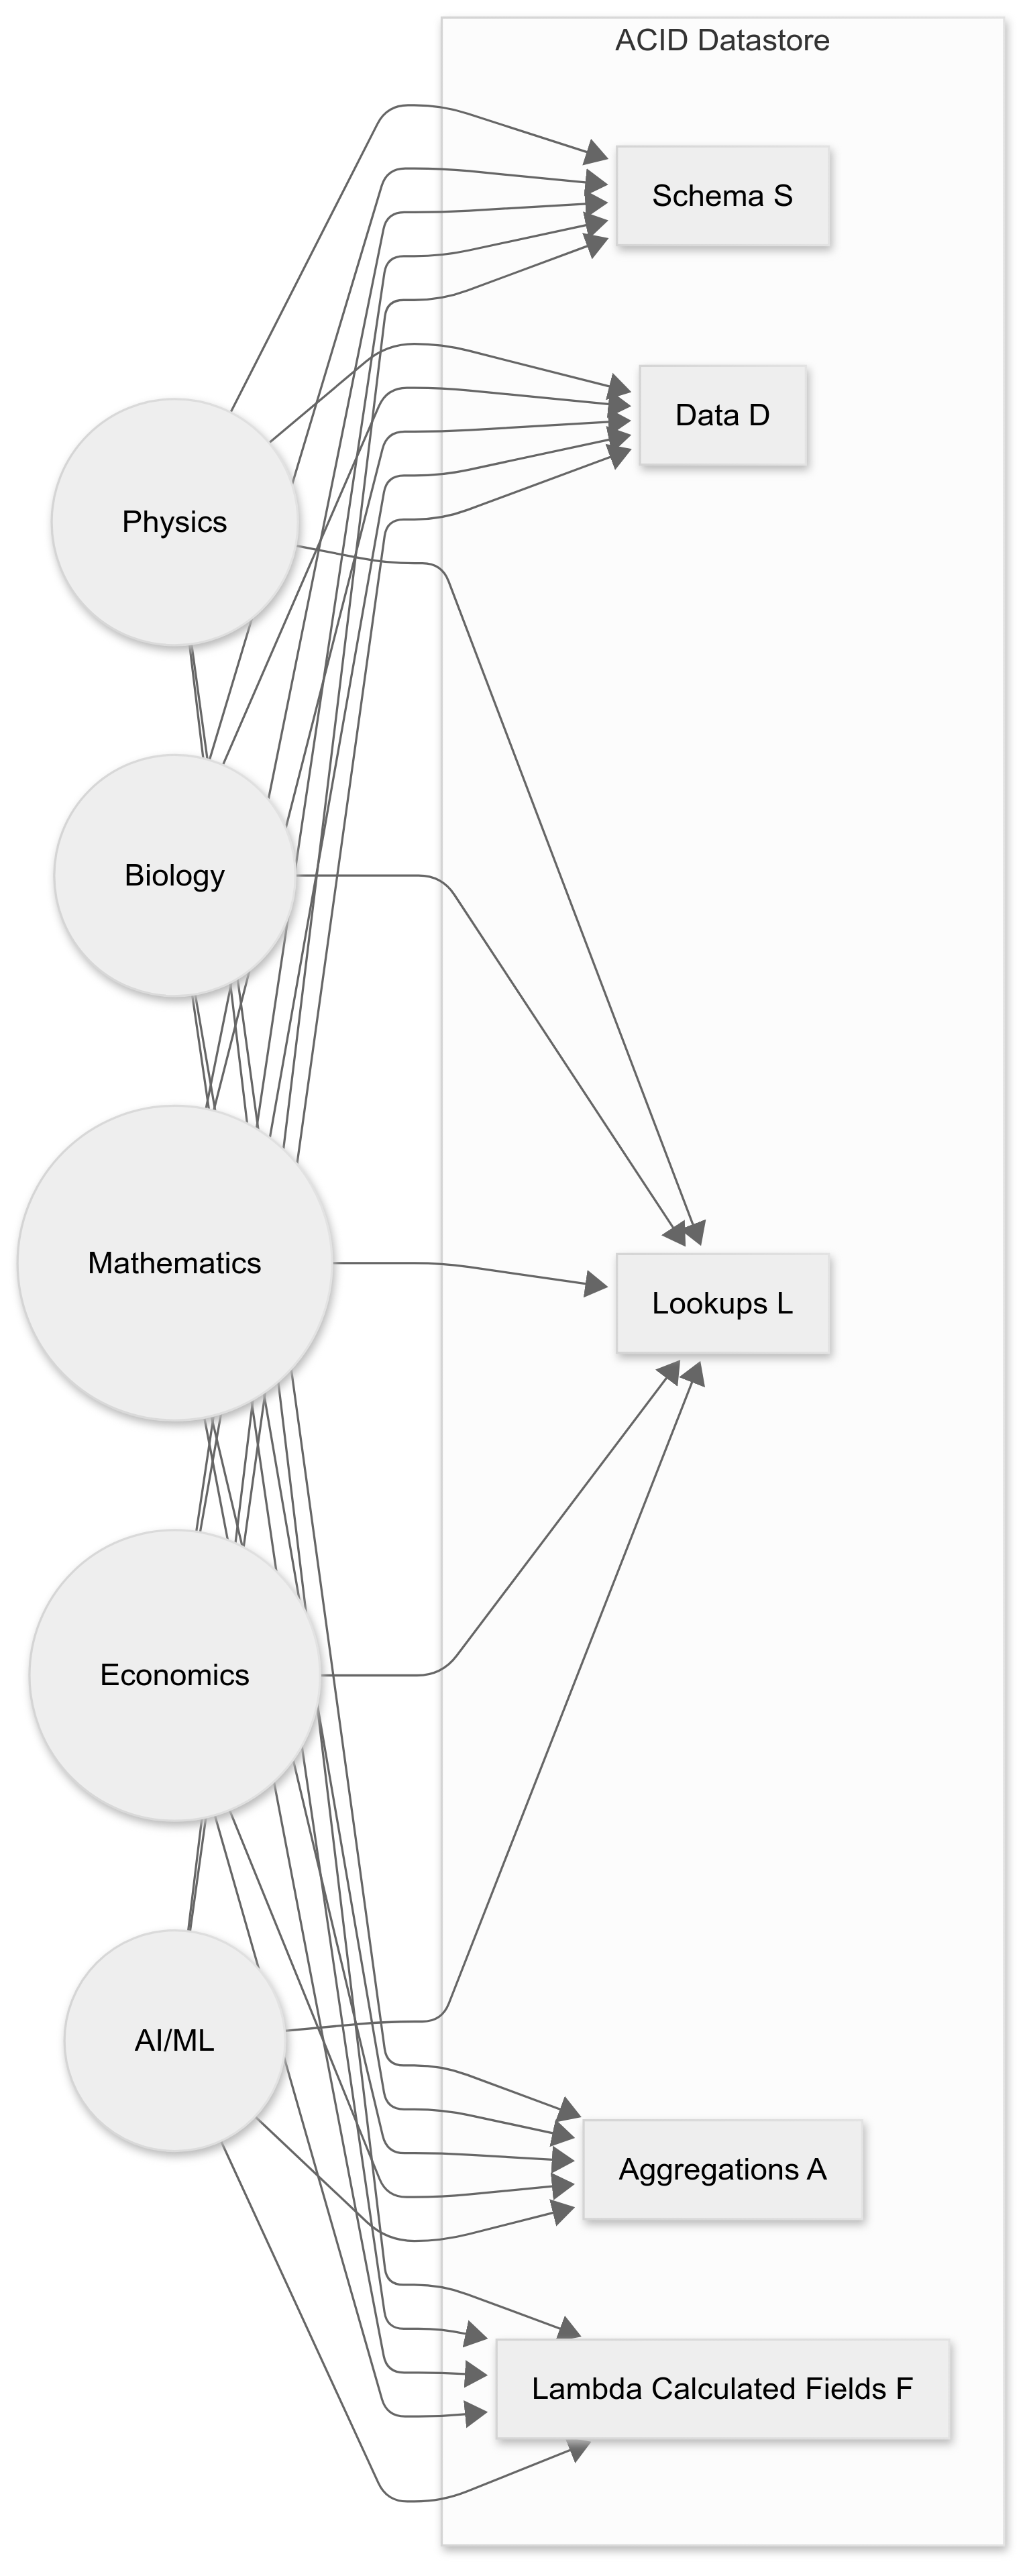 ACID Datastore
Schema S
Data D
Physics
Biology
Mathematics
Lookups L
Economics
AI/ML
Aggregations A
Lambda Calculated Fields F